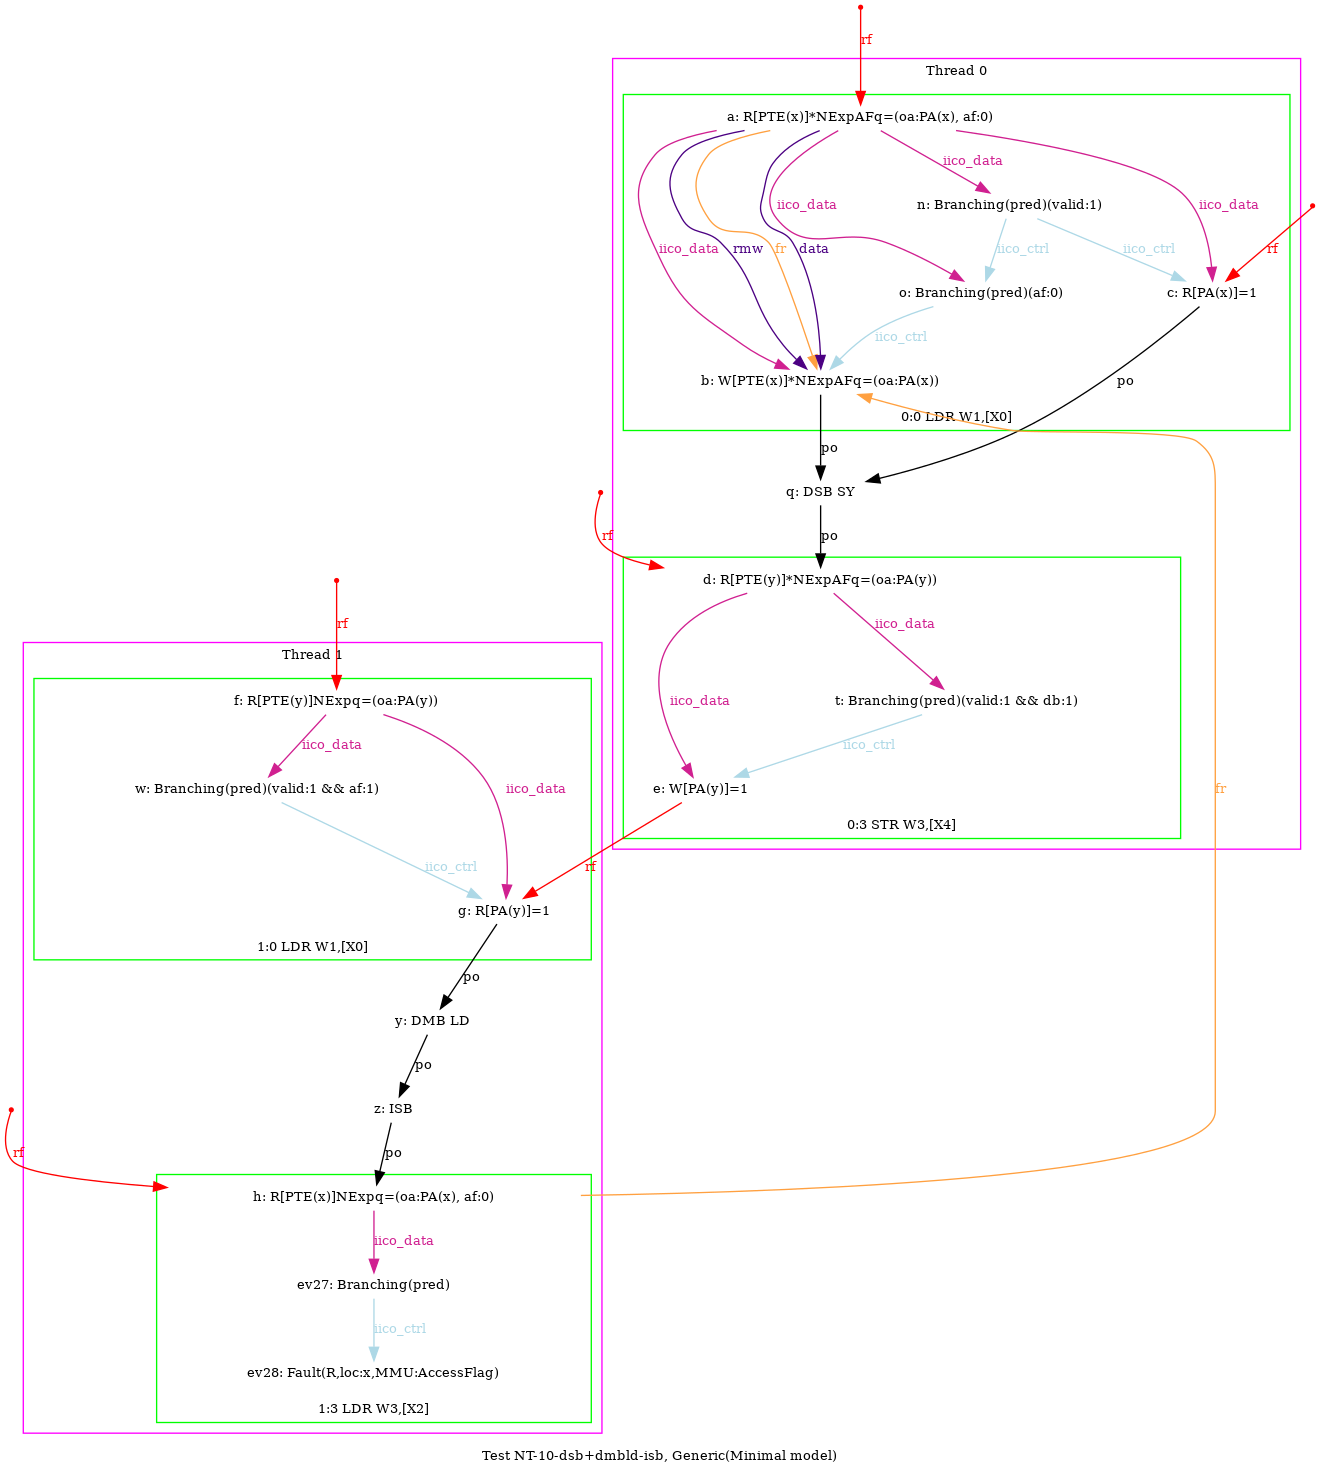 rf
Thread 0
a: R[PTE(x)]*NExpAFq=(oa:PA(x), af:0)
iico_data
n: Branching(pred)(valid:1)
iico_data
iico_data
iico_data
rmw
fr
data
iico_ctrl
iico_ctrl
rf
o: Branching(pred)(af:0)
c: R[PA(x)]=1
iico_ctrl
b: W[PTE(x)]*NExpAFq=(oa:PA(x))
po
0:0 LDR W1,[X0]
po
q: DSB SY
rf
po
d: R[PTE(y)]*NExpAFq=(oa:PA(y))
rf
iico_data
Thread 1
f: R[PTE(y)]NExpq=(oa:PA(y))
iico_data
t: Branching(pred)(valid:1 && db:1)
iico_data
iico_ctrl
w: Branching(pred)(valid:1 && af:1)
iico_data
e: W[PA(y)]=1
fr
0:3 STR W3,[X4]
iico_ctrl
rf
g: R[PA(y)]=1
1:0 LDR W1,[X0]
po
y: DMB LD
po
z: ISB
rf
po
h: R[PTE(x)]NExpq=(oa:PA(x), af:0)
iico_data
ev27: Branching(pred)
iico_ctrl
ev28: Fault(R,loc:x,MMU:AccessFlag)
1:3 LDR W3,[X2]
Test NT-10-dsb+dmbld-isb, Generic(Minimal model)